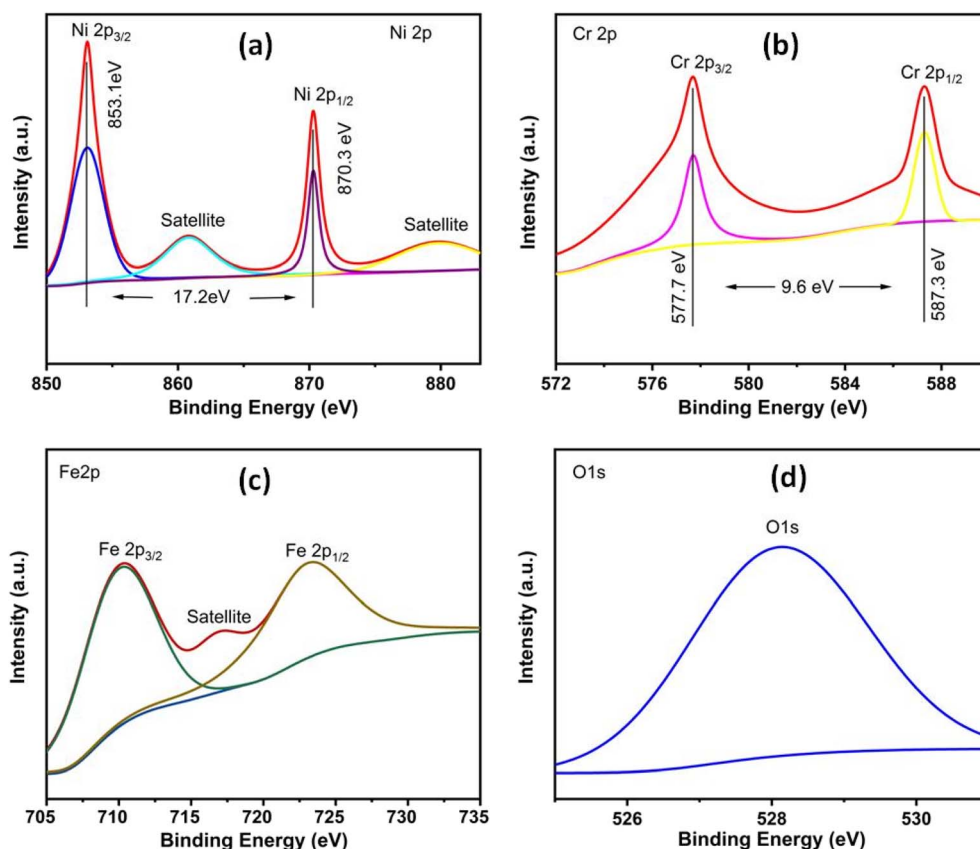 Ni 2p3/2
(a)
Ni 2p
853.1eV
Ni 2p1/2
870.3 eV
Satellite
Satellite
17.2eV
Intensity (a.u.)
850 860 870 880
Binding Energy (eV)
Cr 2p
(b)
Cr 2p3/2
Cr 2p1/2
577.7 eV
9.6 eV
587.3 eV
Intensity (a.u.)
572 576 580 584 588
Binding Energy (eV)
Fe2p
(c)
Fe 2p3/2
Fe 2p1/2
Satellite
Intensity (a.u.)
705 710 715 720 725 730 735
Binding Energy (eV)
O1s
(d)
O1s
Intensity (a.u.)
526 528 530
Binding Energy (eV)